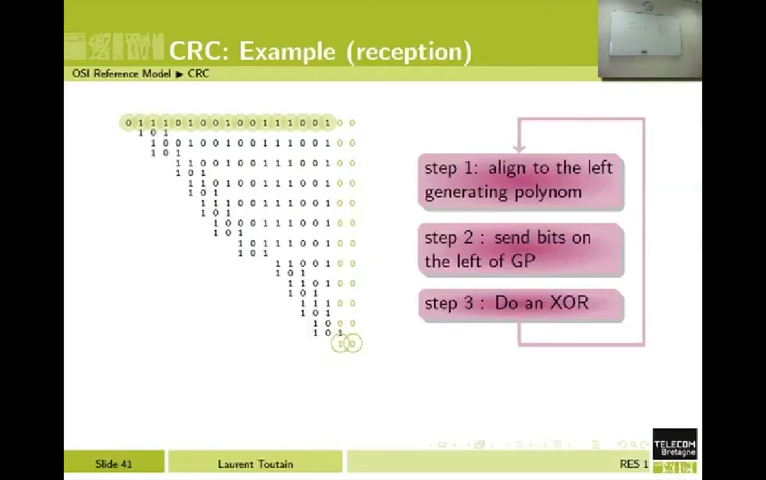 CRC: Example (reception)
OSI Reference Model ▶ CRC
0 1 1 1 0 1 0 0 1 0 0 1 1 1 0 0 1 0 0
1 0 1
1 0 0 1 0 0 1 0 0 1 1 1 0 0 1 0 0
1 0 1
1 1 0 0 1 0 0 1 1 1 0 0 1 0 0
1 0 1
1 1 0 1 0 0 1 1 1 0 0 1 0 0
1 0 1
1 1 1 0 0 1 1 1 0 0 1 0 0
1 0 1
1 0 0 0 1 1 1 0 0 1 0 0
1 0 1
1 0 1 1 1 0 0 1 0 0
1 0 1
1 1 0 0 1 0 0
1 0 1
1 1 0 1 0 0
1 0 1
1 1 1 0 0
1 0 1
1 0 0 0
1 0 1
1 0
step 1: align to the left
generating polynom
step 2 : send bits on
the left of GP
step 3 : Do an XOR
Slide 41
Laurent Toutain
RES 1
TELECOM
Bretagne